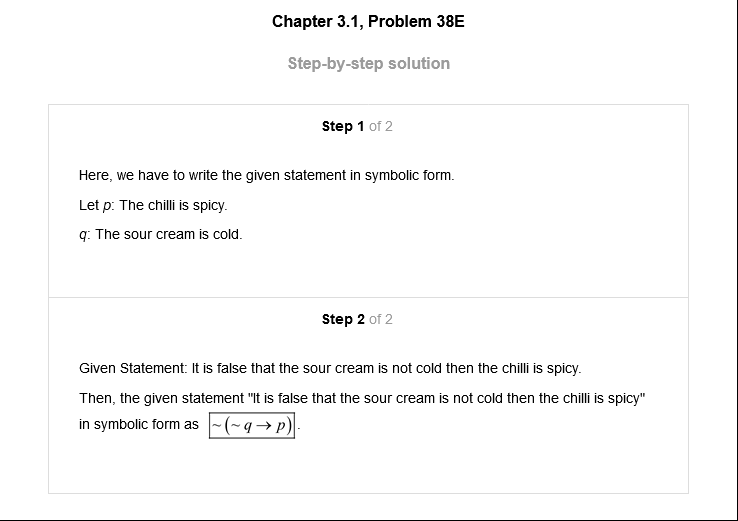 Chapter 3.1, Problem 38E
Step-by-step solution
Step 1 of 2
Here, we have to write the given statement in symbolic form.
Let p: The chilli is spicy.
q: The sour cream is cold.
Step 2 of 2
Given Statement: It is false that the sour cream is not cold then the chilli is spicy.
Then, the given statement "It is false that the sour cream is not cold then the chilli is spicy"
in symbolic form as ~(~q→p).